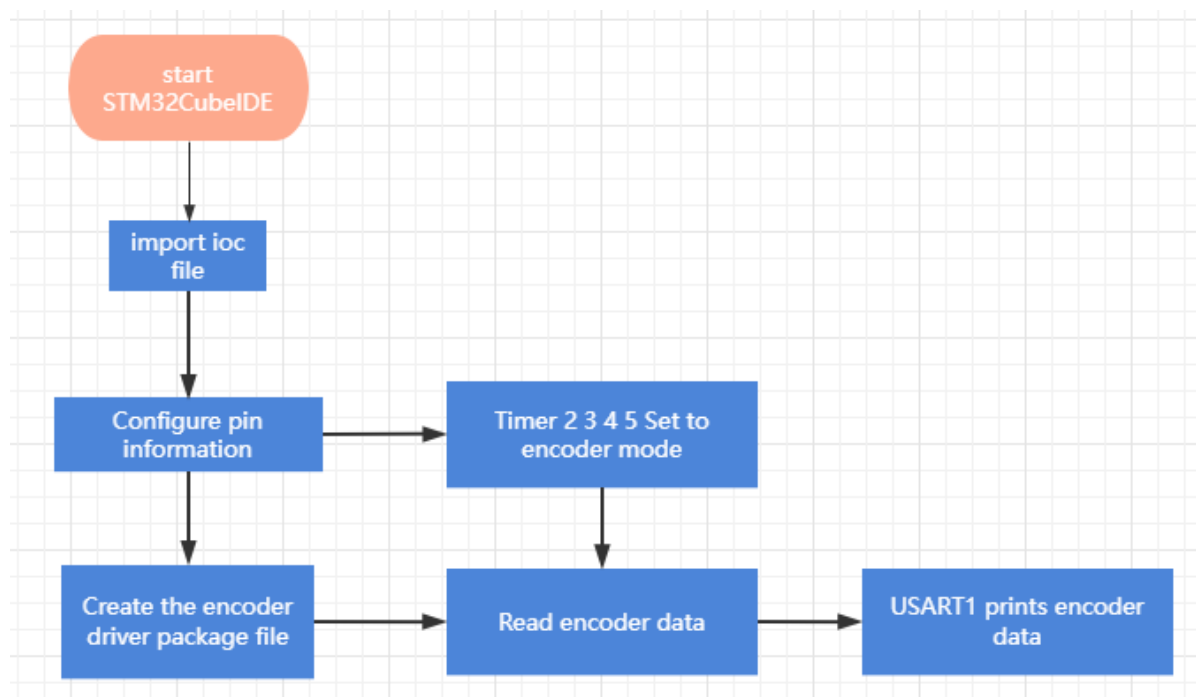 start
STM32CubeIDE
import ioc
file
Configure pin
information
Timer 2 3 4 5 Set to
encoder mode
Create the encoder
driver package file
Read encoder data
USART1 prints encoder
data